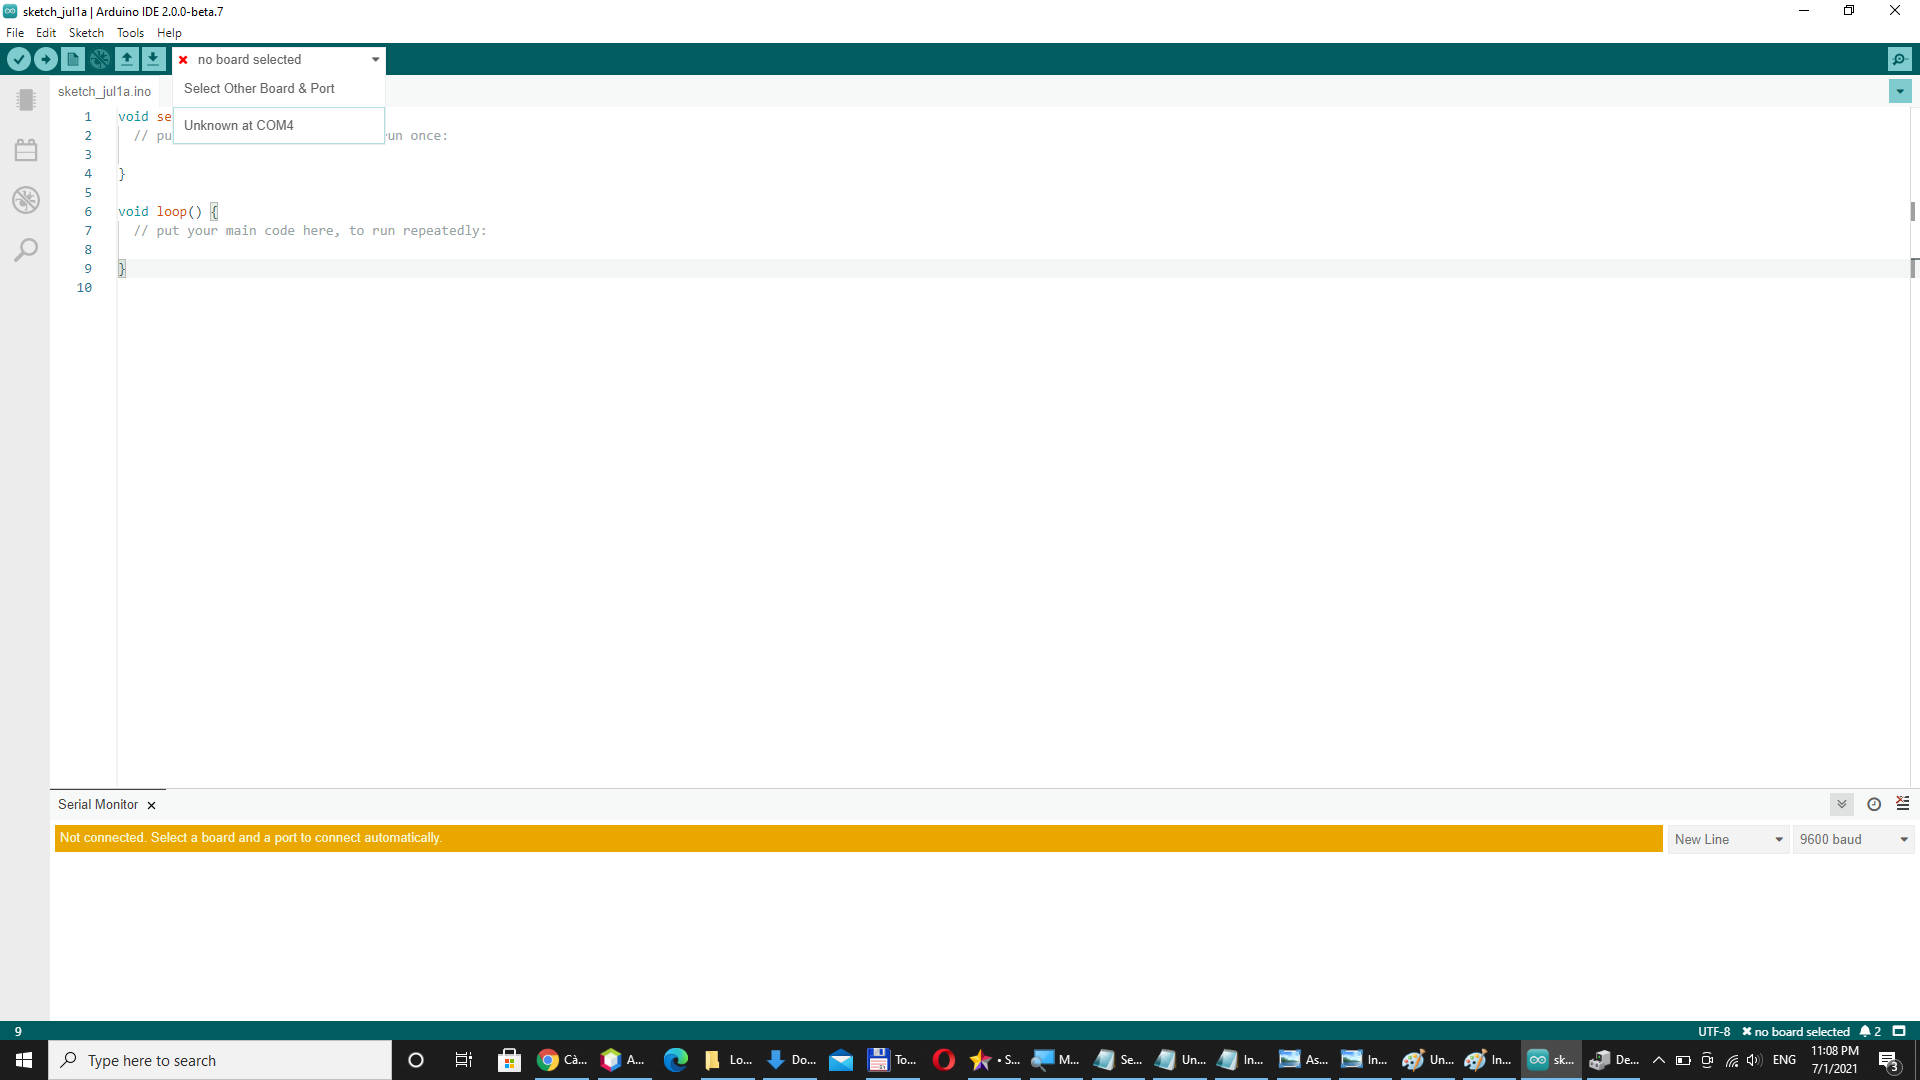 sketch_jul1a | Arduino IDE 2.0.0-beta.7
File Edit Sketch Tools Help
no board selected
Select Other Board & Port
Unknown at COM4
sketch_jul1a.ino
1 void se
2 // pu un once:
3
4 }
5
6 void loop() {
7 // put your main code here, to run repeatedly:
8
9 }
10
Serial Monitor
Not connected. Select a board and a port to connect automatically.
New Line
9600 baud
9
UTF-8 no board selected 2
Type here to search
Cà...
A...
Lo...
Do...
To...
• S...
M...
Se...
Un...
In...
As...
In...
Un...
In...
sk...
De...
ENG
11:08 PM
7/1/2021
3